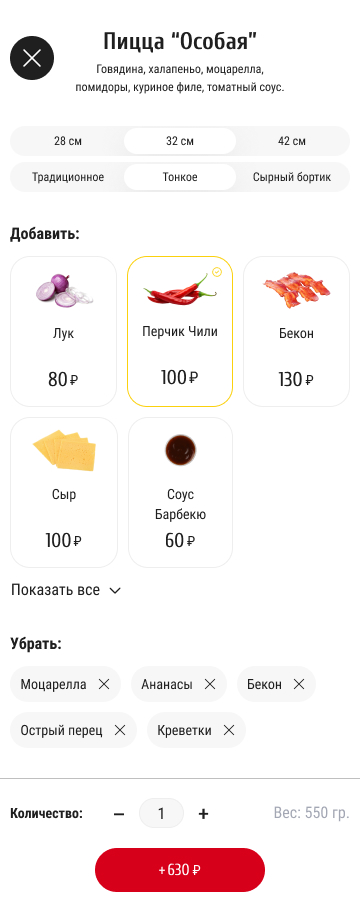 Пицца “Особая”
Говядина, халапеньо, моцарелла,
помидоры, куриное филе, томатный соус.
28 см 32 см 42 см
Традиционное Тонкое Сырный бортик
Добавить:
Лук
80 ₽
Перчик Чили
100 ₽
Бекон
130 ₽
Сыр
100 ₽
Соус
Барбекю
60 ₽
Показать все
Убрать:
Моцарелла Ананасы Бекон
Острый перец Креветки
Количество: – 1 + Вес: 550 гр.
+ 630 ₽